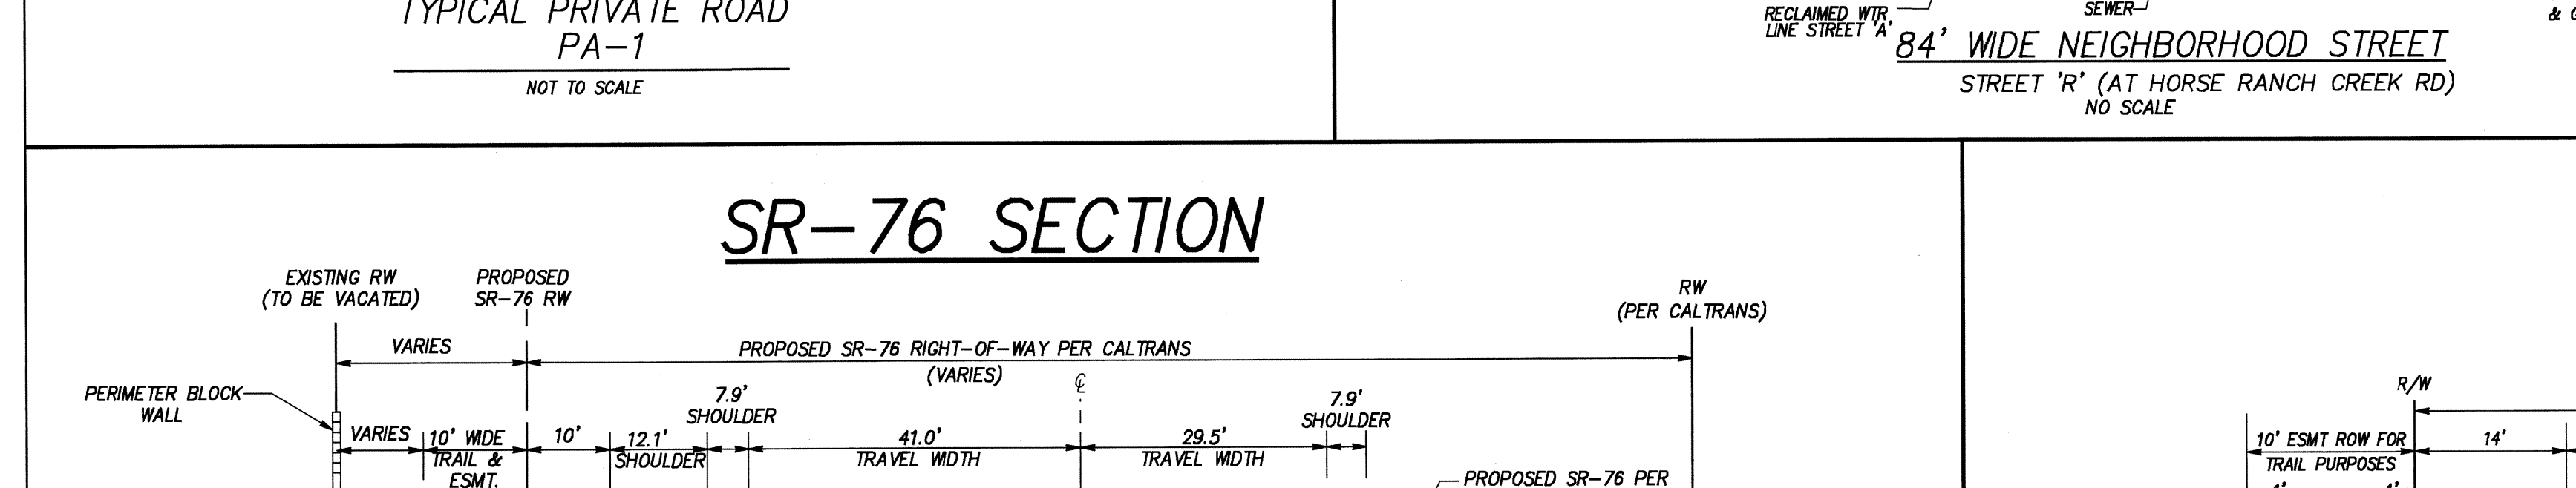 TYPICAL PRIVATE ROAD
PA-1
NOT TO SCALE
RECLAIMED WTR
LINE STREET 'A'
SEWER
84' WIDE NEIGHBORHOOD STREET
STREET 'R' (AT HORSE RANCH CREEK RD)
NO SCALE
SR-76 SECTION
EXISTING RW
(TO BE VACATED)
PROPOSED
SR-76 RW
RW
(PER CALTRANS)
VARIES
PROPOSED SR-76 RIGHT-OF-WAY PER CALTRANS
(VARIES)
℄
PERIMETER BLOCK
WALL
VARIES
10' WIDE
TRAIL &
ESMT.
10'
12.1'
SHOULDER
7.9'
SHOULDER
41.0'
TRAVEL WIDTH
29.5'
TRAVEL WIDTH
7.9'
SHOULDER
PROPOSED SR-76 PER
R/W
10' ESMT ROW FOR
TRAIL PURPOSES
14'